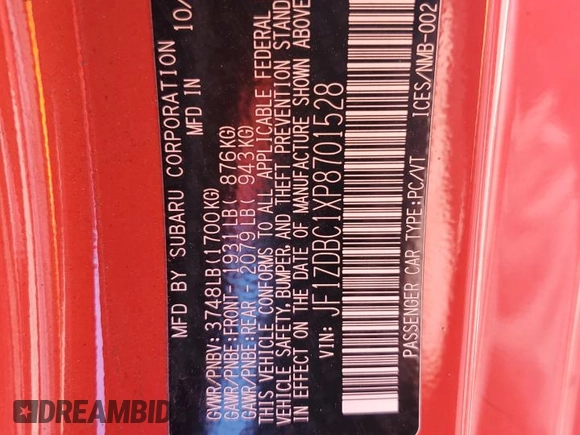 MFD BY SUBARU CORPORATION 10/
MFD IN
GVWR/PNBV: 3748LB(1700KG)
GAWR/PNBE:FRONT-1931LB( 876KG)
GAWR/PNBE:REAR -2079LB( 943KG)
THIS VEHICLE CONFORMS TO ALL APPLICABLE FEDERAL
VEHICLE SAFETY, BUMPER, AND THEFT PREVENTION STAND
IN EFFECT ON THE DATE OF MANUFACTURE SHOWN ABOVE
VIN: JF1ZDBC1XP8701528
PASSENGER CAR TYPE:PC/VT ICES/NMB-002
DREAMBID